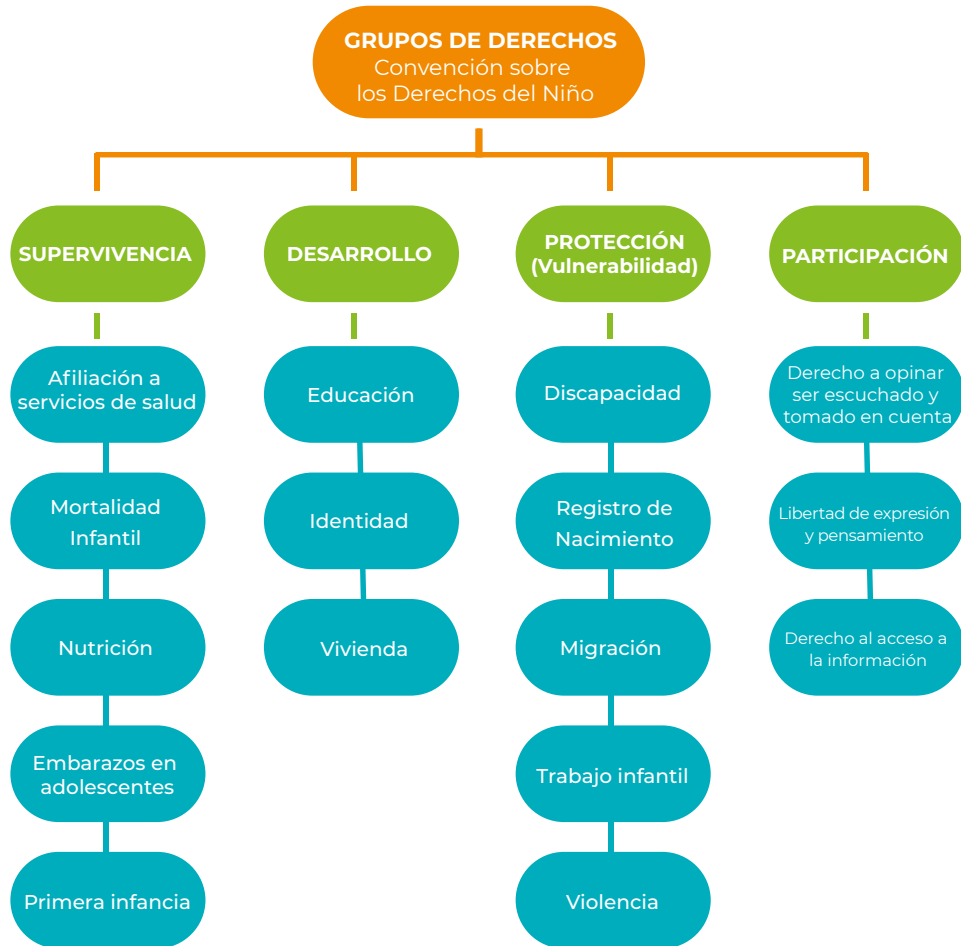 GRUPOS DE DERECHOS
Convención sobre
los Derechos del Niño
SUPERVIVENCIA
Afiliación a
servicios de salud
Mortalidad
Infantil
Nutrición
Embarazos en
adolescentes
Primera infancia
DESARROLLO
Educación
Identidad
Vivienda
PROTECCIÓN
(Vulnerabilidad)
Discapacidad
Registro de
Nacimiento
Migración
Trabajo infantil
Violencia
PARTICIPACIÓN
Derecho a opinar
ser escuchado y
tomado en cuenta
Libertad de expresión
y pensamiento
Derecho al acceso a
la información